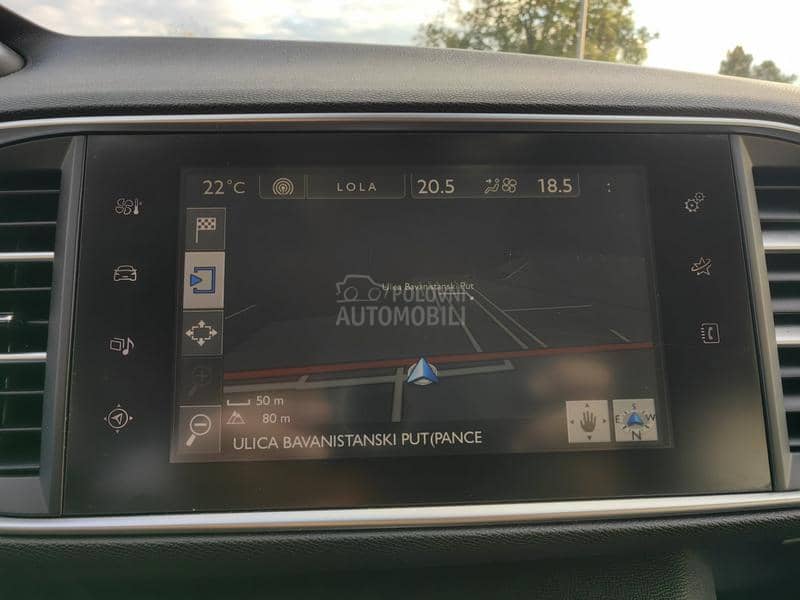 22°C LOLA 20.5 18.5 :
Ulica Bavanistanski Put
POLOVNI
AUTOMOBILI
50 m
80 m
S
E W
N
ULICA BAVANISTANSKI PUT(PANCE